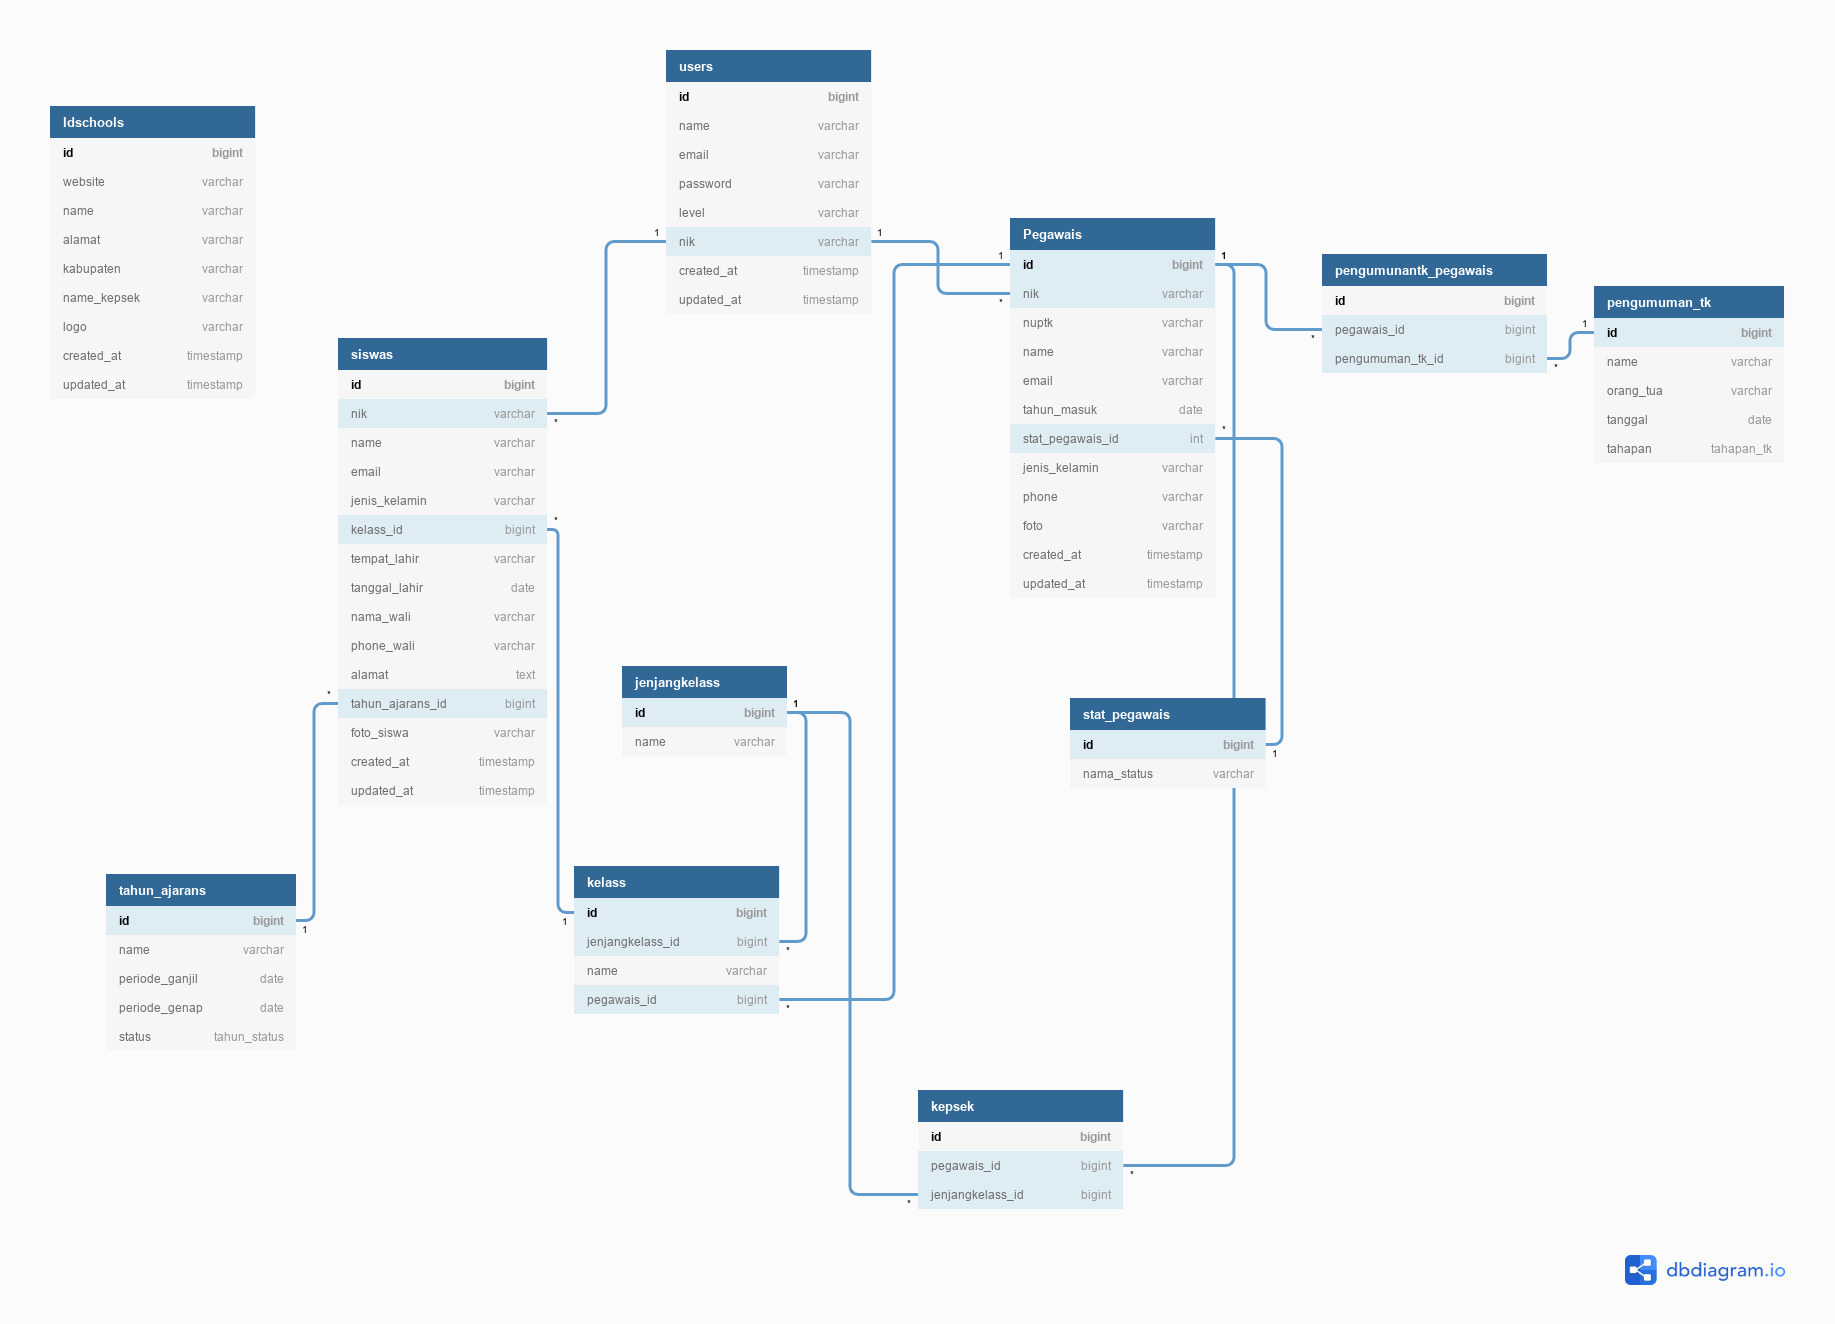 users
id bigint
name varchar
email varchar
password varchar
level varchar
1 nik varchar 1
created_at timestamp
updated_at timestamp
Idschools
id bigint
website varchar
name varchar
alamat varchar
kabupaten varchar
name_kepsek varchar
logo varchar
created_at timestamp
updated_at timestamp
Pegawais
1 id bigint 1
* nik varchar
nuptk varchar
name varchar
email varchar
tahun_masuk date
stat_pegawais_id int *
jenis_kelamin varchar
phone varchar
foto varchar
created_at timestamp
updated_at timestamp
pengumunantk_pegawais
id bigint
* pegawais_id bigint
pengumuman_tk_id bigint *
pengumuman_tk
1 id bigint
name varchar
orang_tua varchar
tanggal date
tahapan tahapan_tk
siswas
id bigint
nik varchar *
name varchar
email varchar
jenis_kelamin varchar
kelass_id bigint *
tempat_lahir varchar
tanggal_lahir date
nama_wali varchar
phone_wali varchar
alamat text
* tahun_ajarans_id bigint
foto_siswa varchar
created_at timestamp
updated_at timestamp
jenjangkelass
id bigint 1
name varchar
stat_pegawais
id bigint 1
nama_status varchar
tahun_ajarans
id bigint 1
name varchar
periode_ganjil date
periode_genap date
status tahun_status
kelass
1 id bigint
jenjangkelass_id bigint *
name varchar
pegawais_id bigint *
kepsek
id bigint
pegawais_id bigint *
* jenjangkelass_id bigint
dbdiagram.io